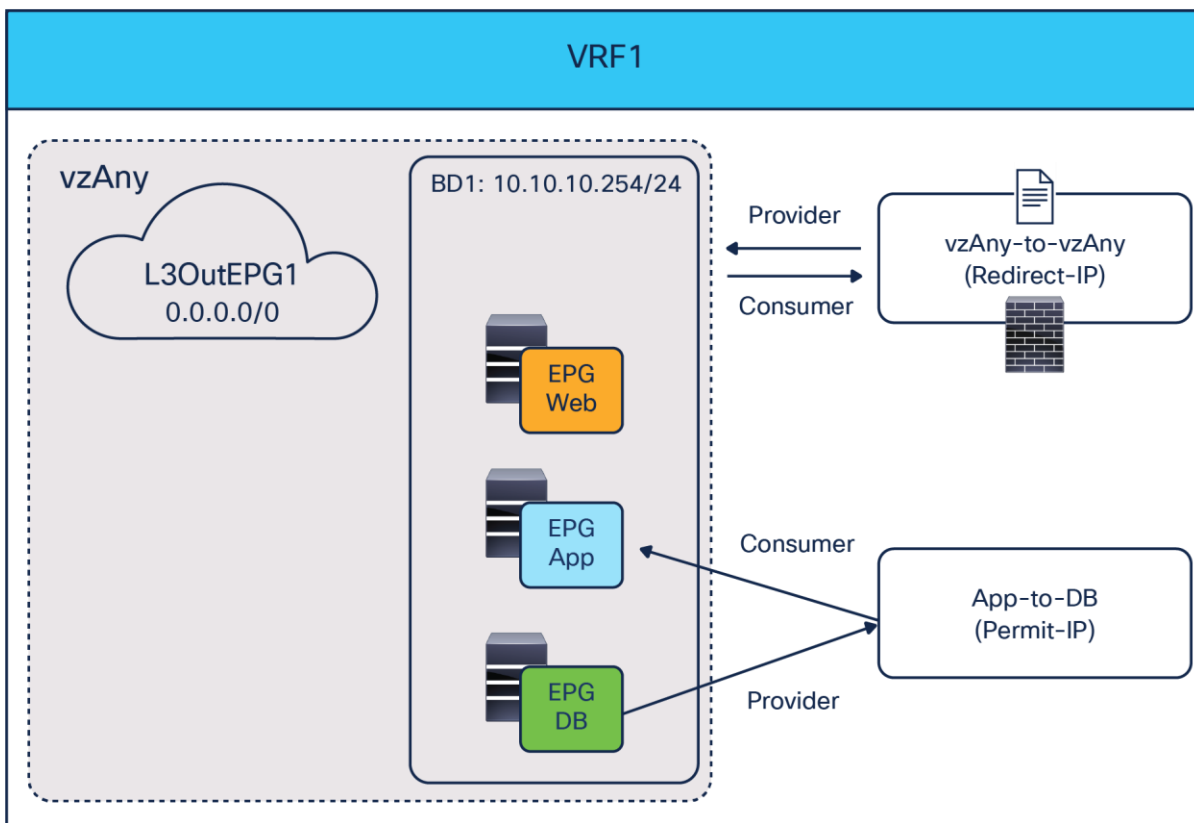 VRF1
vzAny
BD1: 10.10.10.254/24
L3OutEPG1
0.0.0.0/0
EPG
Web
EPG
App
EPG
DB
Provider
Consumer
vzAny-to-vzAny
(Redirect-IP)
Consumer
Provider
App-to-DB
(Permit-IP)